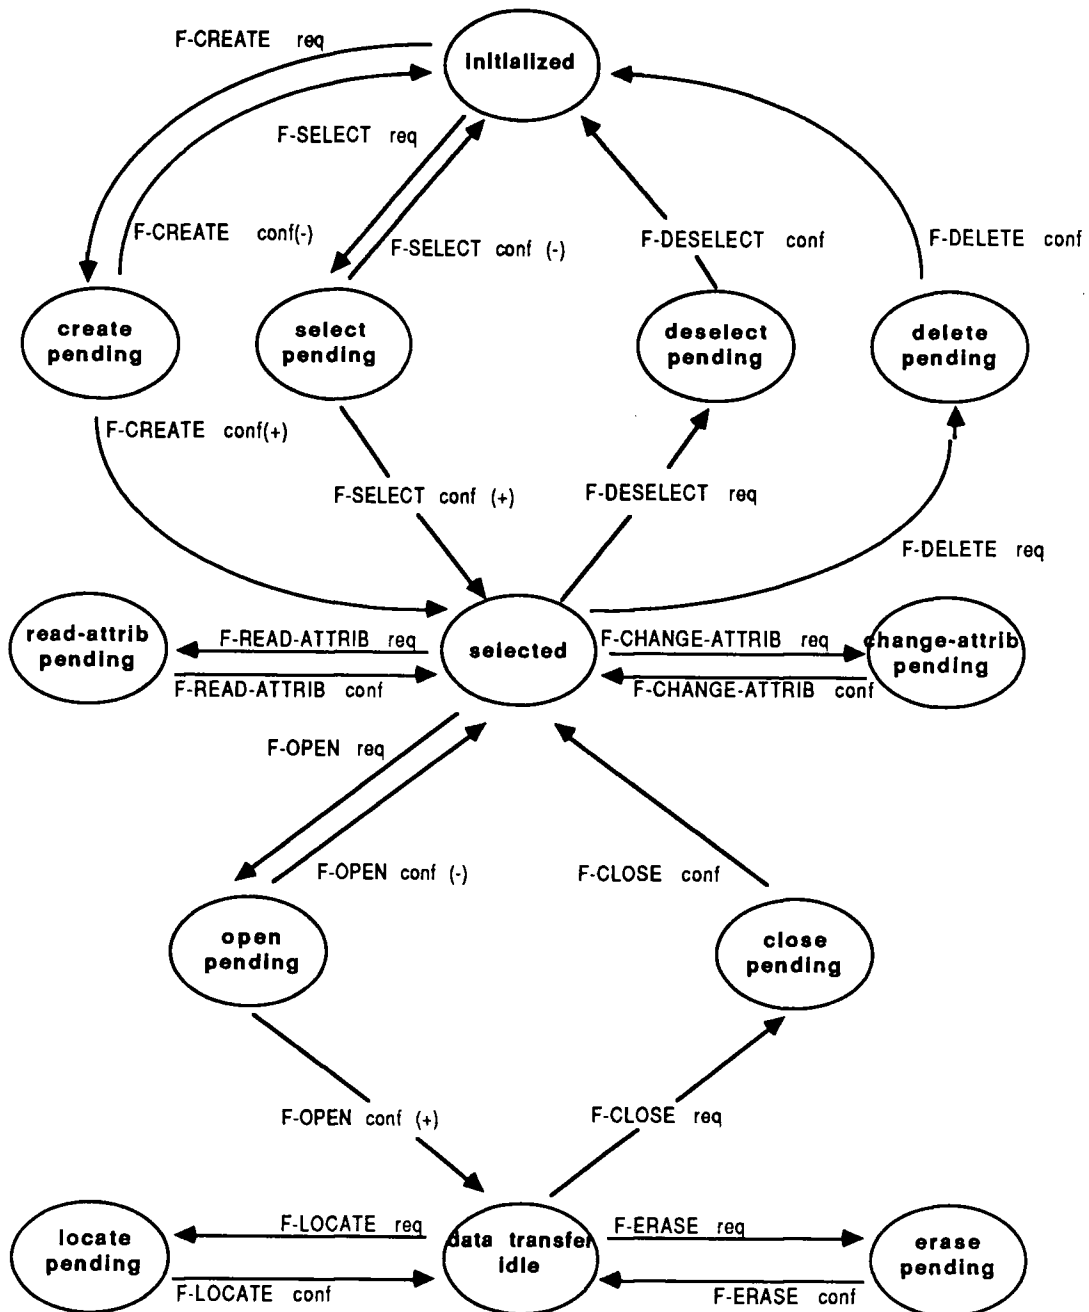 F-CREATE req
initialized
F-SELECT req
F-CREATE conf(-)
F-SELECT conf (-)
F-DESELECT conf
F-DELETE conf
create
pending
select
pending
deselect
pending
delete
pending
F-CREATE conf(+)
F-SELECT conf (+)
F-DESELECT req
F-DELETE req
read-attrib
pending
F-READ-ATTRIB req
F-READ-ATTRIB conf
selected
F-CHANGE-ATTRIB req
F-CHANGE-ATTRIB conf
change-attrib
pending
F-OPEN req
F-OPEN conf (-)
F-CLOSE conf
open
pending
close
pending
F-OPEN conf (+)
F-CLOSE req
locate
pending
F-LOCATE req
F-LOCATE conf
data transfer
idle
F-ERASE req
F-ERASE conf
erase
pending